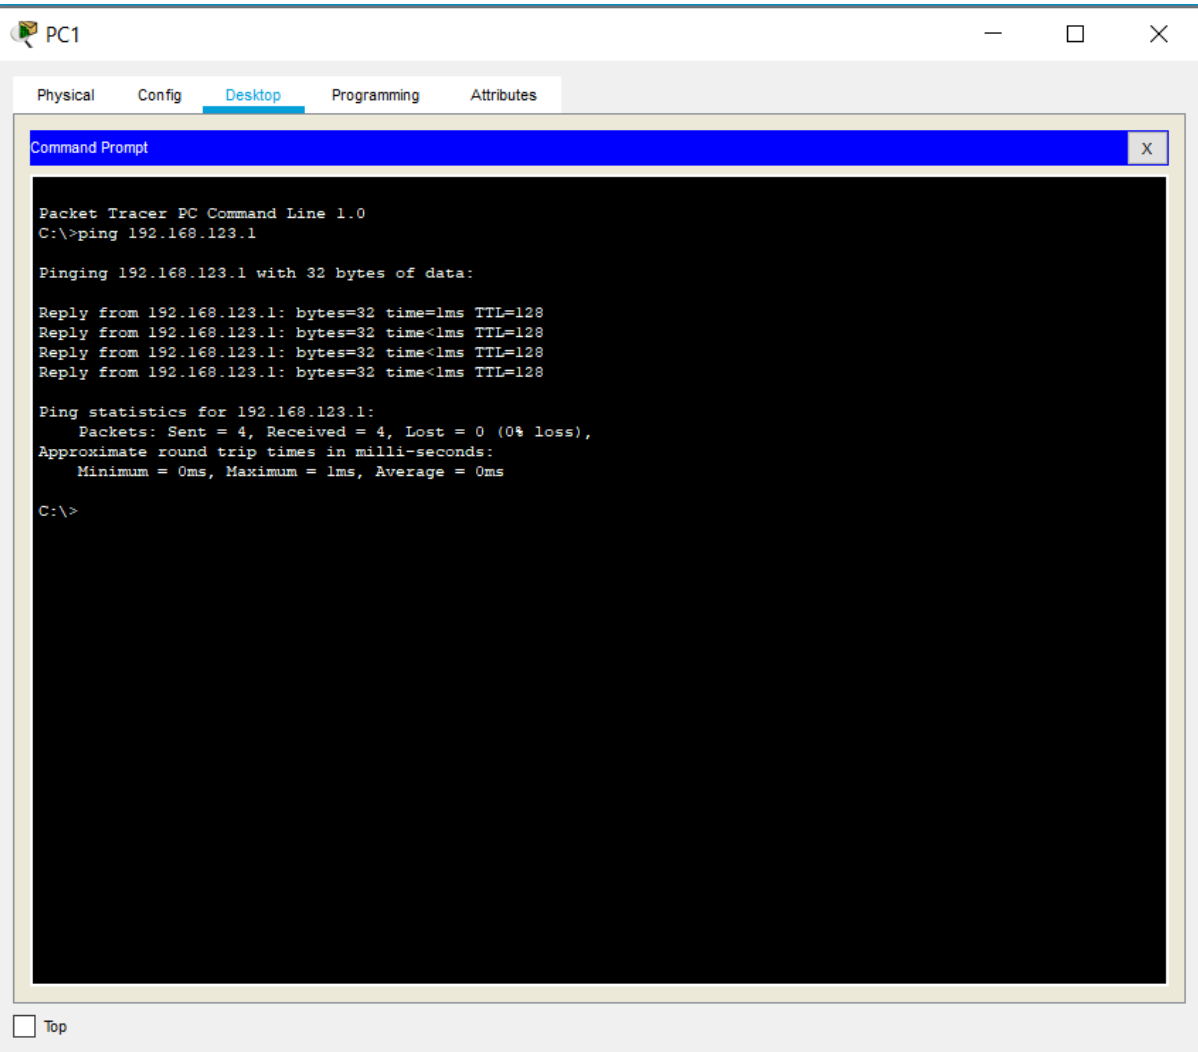 PC1
Physical Config Desktop Programming Attributes
Command Prompt X
Packet Tracer PC Command Line 1.0
C:\>ping 192.168.123.1
Pinging 192.168.123.1 with 32 bytes of data:
Reply from 192.168.123.1: bytes=32 time=1ms TTL=128
Reply from 192.168.123.1: bytes=32 time<1ms TTL=128
Reply from 192.168.123.1: bytes=32 time<1ms TTL=128
Reply from 192.168.123.1: bytes=32 time<1ms TTL=128
Ping statistics for 192.168.123.1:
Packets: Sent = 4, Received = 4, Lost = 0 (0% loss),
Approximate round trip times in milli-seconds:
Minimum = 0ms, Maximum = 1ms, Average = 0ms
C:\>
Top